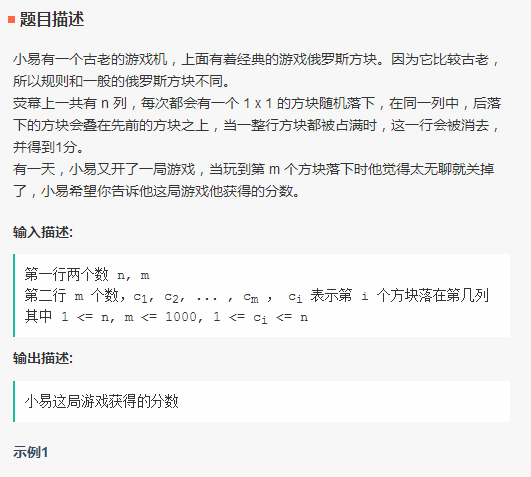 题目描述
小易有一个古老的游戏机，上面有着经典的游戏俄罗斯方块。因为它比较古老，
所以规则和一般的俄罗斯方块不同。
荧幕上一共有 n 列，每次都会有一个 1 x 1 的方块随机落下，在同一列中，后落
下的方块会叠在先前的方块之上，当一整行方块都被占满时，这一行会被消去，
并得到1分。
有一天，小易又开了一局游戏，当玩到第 m 个方块落下时他觉得太无聊就关掉
了，小易希望你告诉他这局游戏他获得的分数。
输入描述:
第一行两个数 n, m
第二行 m 个数，c1, c2, ... , cm ， ci 表示第 i 个方块落在第几列
其中 1 <= n, m <= 1000, 1 <= ci <= n
输出描述:
小易这局游戏获得的分数
示例1